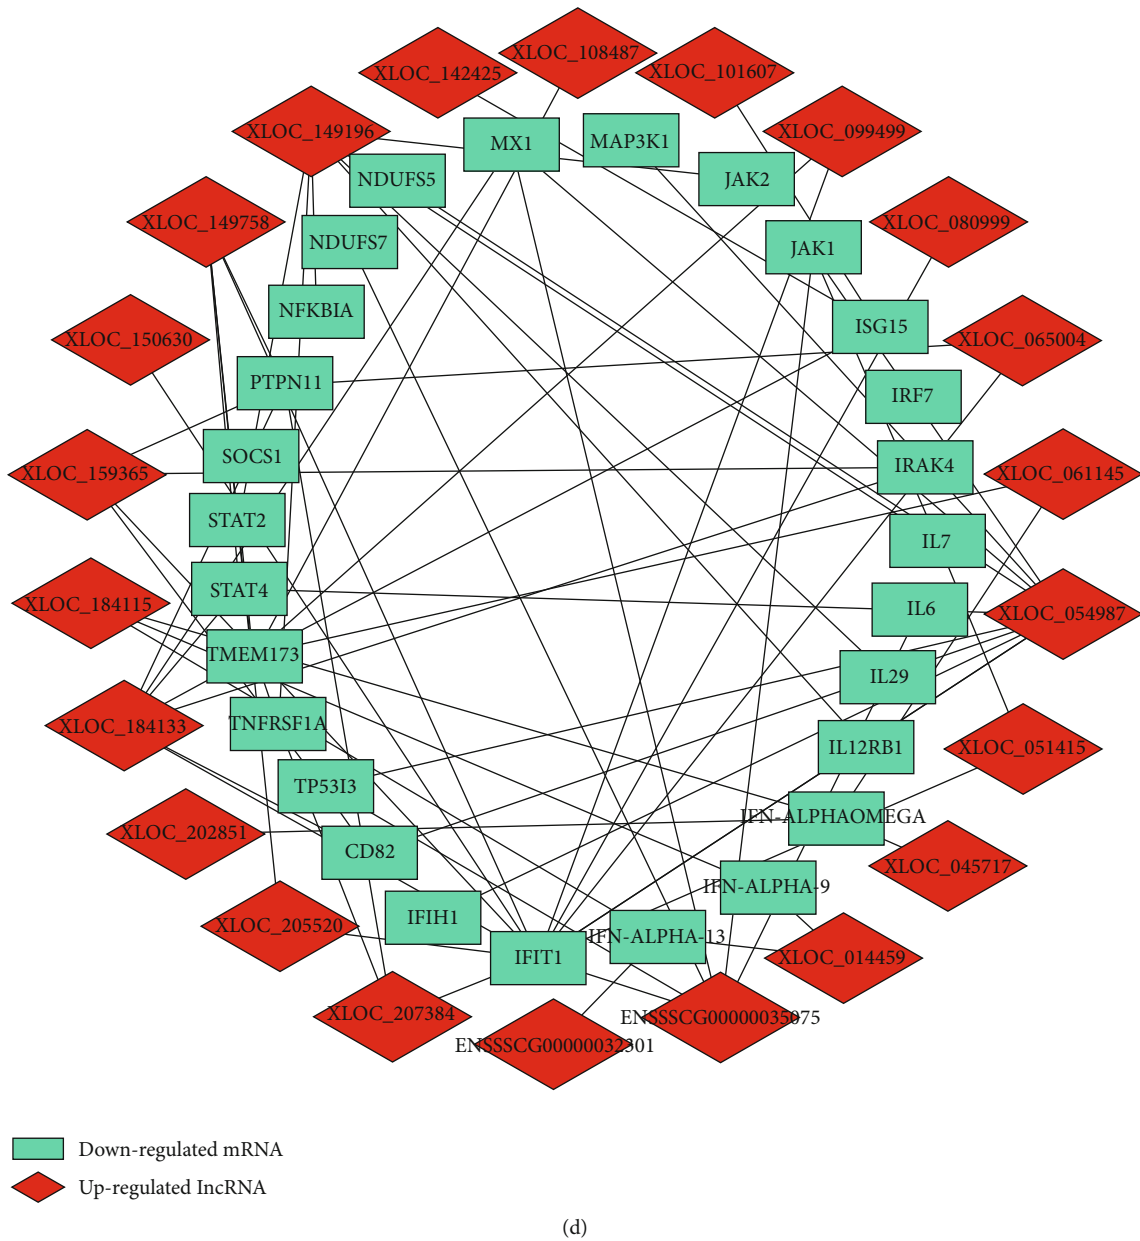 XLOC_108487
XLOC_142425
XLOC_101607
XLOC_149196
MX1
MAP3K1
XLOC_099499
NDUFS5
JAK2
XLOC_149758
NDUFS7
JAK1
XLOC_080999
NFKBIA
ISG15
XLOC_150630
XLOC_065004
PTPN11
IRF7
SOCS1
IRAK4
XLOC_159365
XLOC_061145
STAT2
IL7
STAT4
IL6
XLOC_184115
XLOC_054987
TMEM173
IL29
TNFRSF1A
XLOC_184133
IL12RB1
XLOC_051415
TP53I3
IFN-ALPHAOMEGA
XLOC_202851
CD82
XLOC_045717
IFN-ALPHA-9
IFIH1
XLOC_205520
IFN-ALPHA-13
IFIT1
XLOC_014459
XLOC_207384
ENSSSCG00000035075
ENSSSCG00000032301
Down-regulated mRNA
Up-regulated lncRNA
(d)